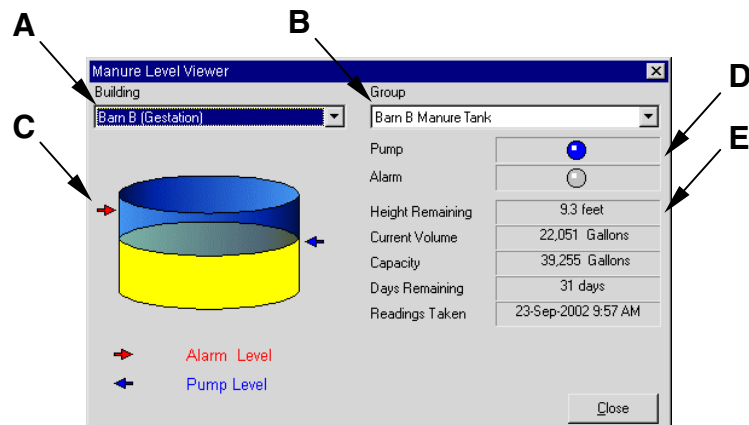 A
B
C
D
E
Manure Level Viewer
Building
Group
Barn B (Gestation)
Barn B Manure Tank
Pump
Alarm
Height Remaining 9.3 feet
Current Volume 22,051 Gallons
Capacity 39,255 Gallons
Days Remaining 31 days
Readings Taken 23-Sep-2002 9:57 AM
Alarm Level
Pump Level
Close